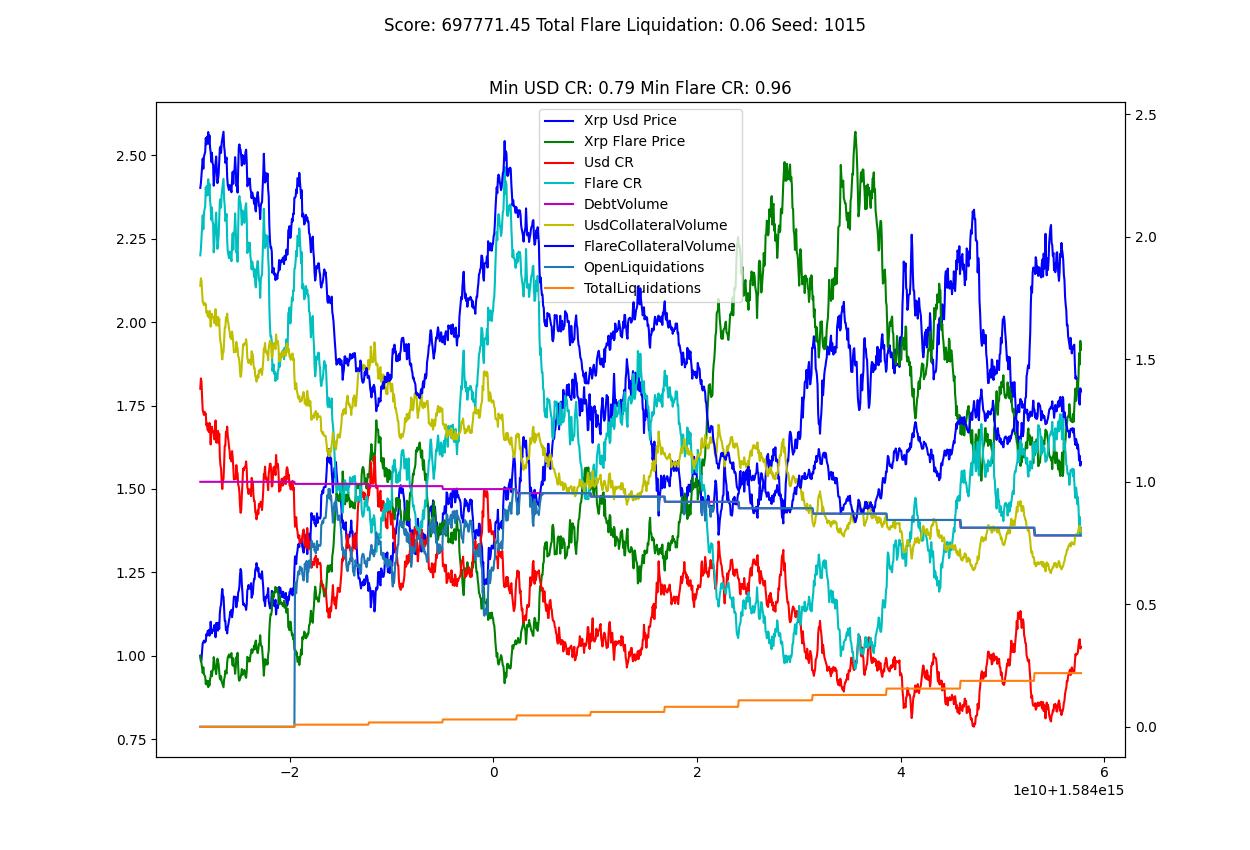 Score: 697771.45 Total Flare Liquidation: 0.06 Seed: 1015
Min USD CR: 0.79 Min Flare CR: 0.96
Xrp Usd Price
Xrp Flare Price
Usd CR
Flare CR
DebtVolume
UsdCollateralVolume
FlareCollateralVolume
OpenLiquidations
TotalLiquidations
2.50
2.25
2.00
1.75
1.50
1.25
1.00
0.75
2.5
2.0
1.5
1.0
0.5
0.0
−2
0
2
4
6
1e10+1.584e15